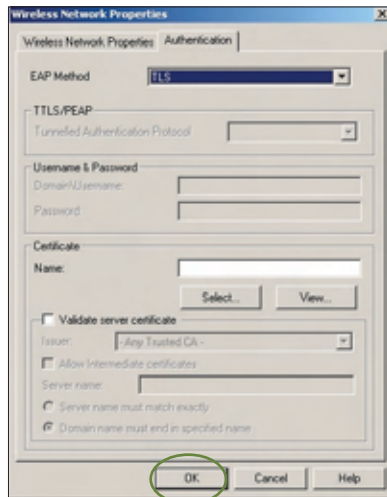 Wireless Network Properties
Wireless Network Properties Authentication
EAP Method TLS
TTLS/PEAP
Tunnelled Authentication Protocol
Username & Password
Domain\Username:
Password:
Certificate
Name:
Select... View...
Validate server certificate
Issuer: - Any Trusted CA -
Allow Intermediate certificates
Server name:
Server name must match exactly
Domain name must end in specified name
OK Cancel Help